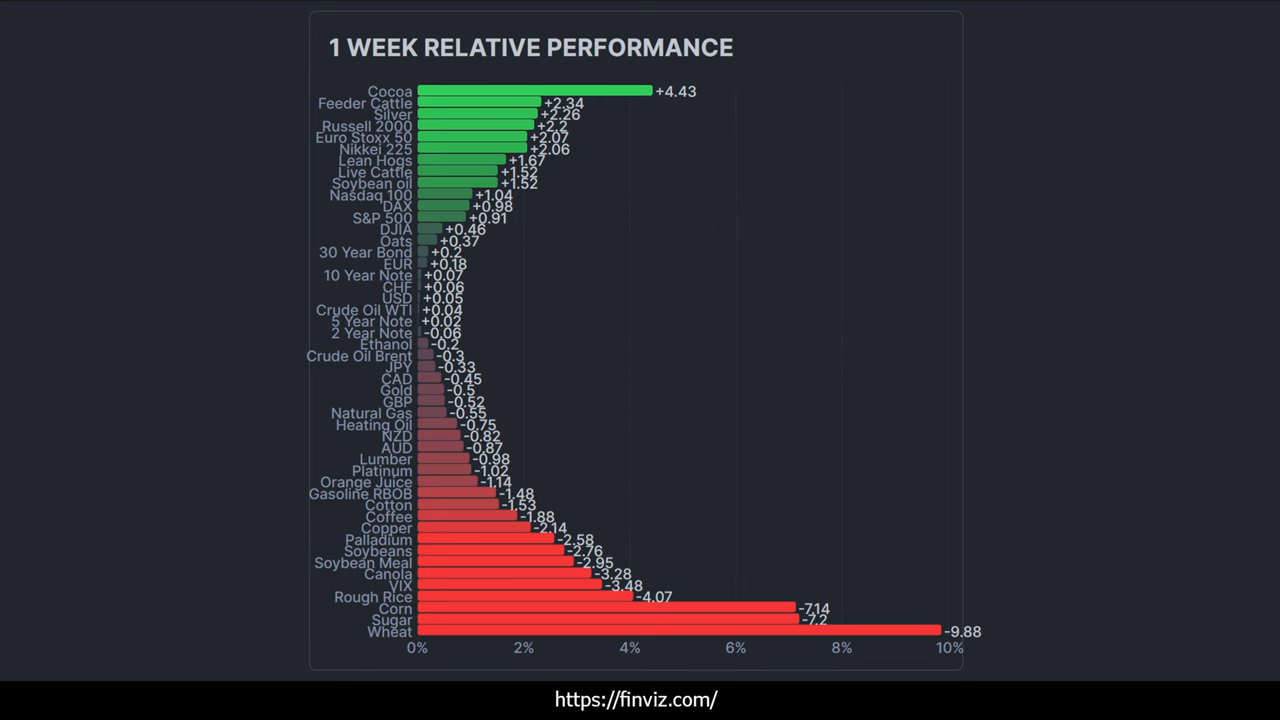 1 WEEK RELATIVE PERFORMANCE
Cocoa +4.43
Feeder Cattle +2.34
Silver +2.26
Russell 2000 +2.2
Euro Stoxx 50 +2.07
Nikkei 225 +2.06
Lean Hogs +1.67
Live Cattle +1.52
Soybean oil +1.52
Nasdaq 100 +1.04
DAX +0.98
S&P 500 +0.91
DJIA +0.46
Oats +0.37
30 Year Bond +0.2
EUR +0.18
10 Year Note +0.07
CHF +0.06
USD +0.05
Crude Oil WTI +0.04
5 Year Note +0.02
2 Year Note -0.06
Ethanol -0.2
Crude Oil Brent -0.3
JPY -0.33
CAD -0.45
Gold -0.5
GBP -0.52
Natural Gas -0.55
Heating Oil -0.75
NZD -0.82
AUD -0.87
Lumber -0.98
Platinum -1.02
Orange Juice -1.14
Gasoline RBOB -1.48
Cotton -1.53
Coffee -1.88
Copper -2.14
Palladium -2.58
Soybeans -2.76
Soybean Meal -2.95
Canola -3.28
VIX -3.48
Rough Rice -4.07
Corn -7.14
Sugar -7.2
Wheat -9.88
0% 2% 4% 6% 8% 10%
https://finviz.com/